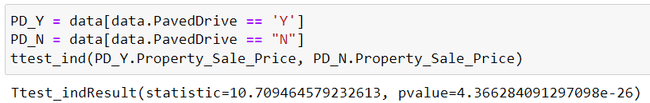 PD_Y = data[data.PavedDrive == 'Y']
PD_N = data[data.PavedDrive == "N"]
ttest_ind(PD_Y.Property_Sale_Price, PD_N.Property_Sale_Price)
Ttest_indResult(statistic=10.709464579232613, pvalue=4.366284091297098e-26)